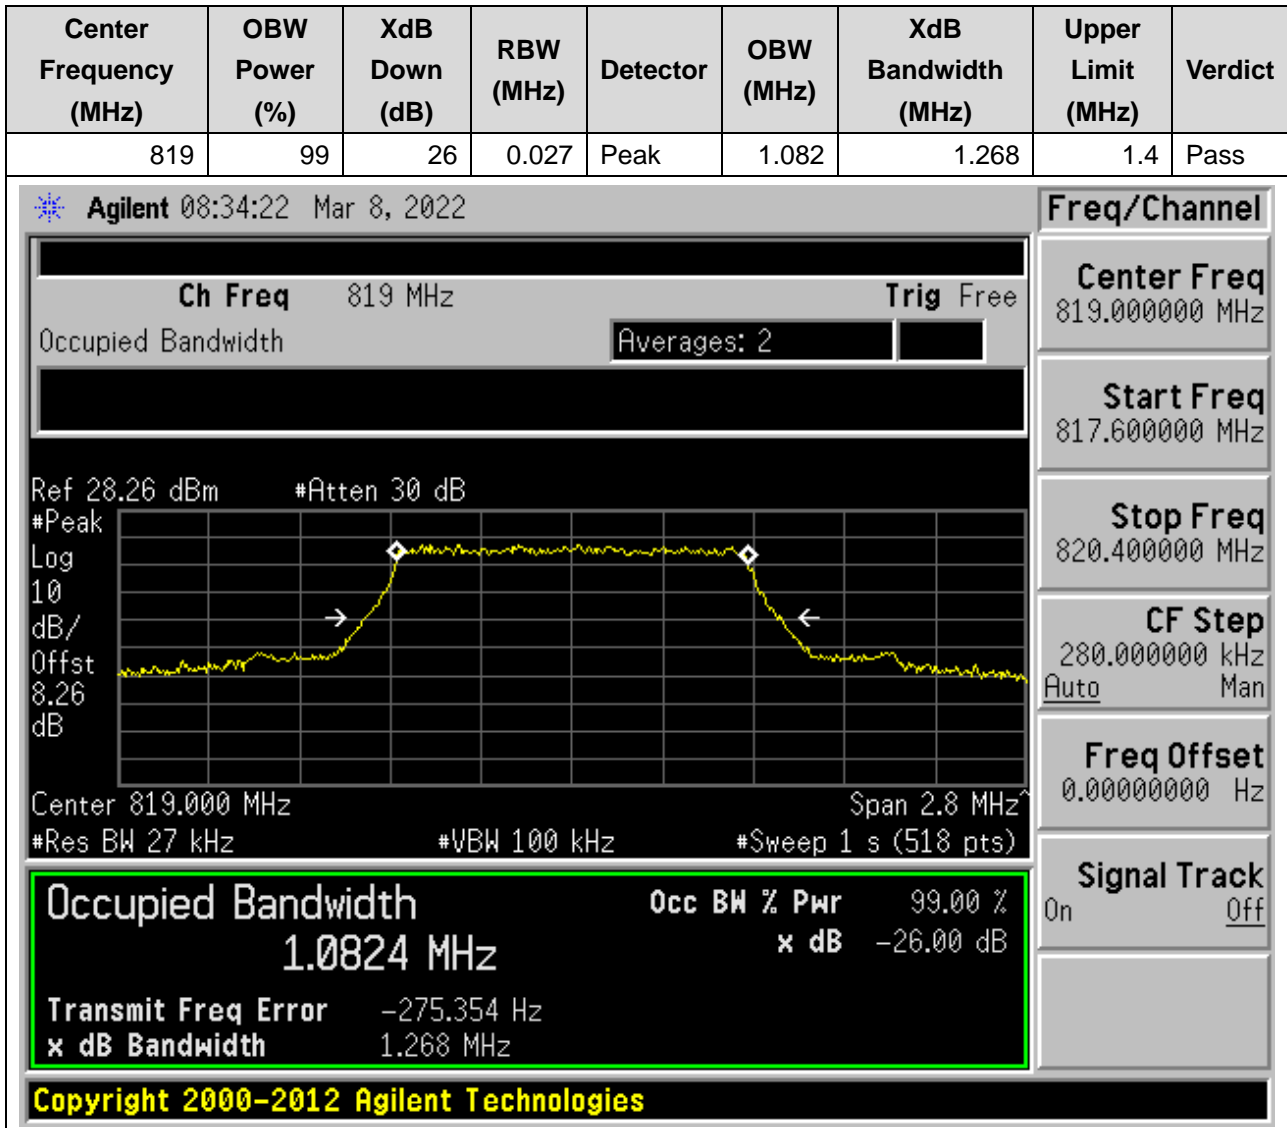 Center Frequency (MHz) OBW Power (%) XdB Down (dB) RBW (MHz) Detector OBW (MHz) XdB Bandwidth (MHz) Upper Limit (MHz) Verdict
819 99 26 0.027 Peak 1.082 1.268 1.4 Pass
Agilent 08:34:22 Mar 8, 2022
Freq/Channel
Ch Freq 819 MHz Trig Free
Occupied Bandwidth Averages: 2
Center Freq
819.000000 MHz
Start Freq
817.600000 MHz
Stop Freq
820.400000 MHz
CF Step
280.000000 kHz
Auto Man
Freq Offset
0.00000000 Hz
Signal Track
On Off
Ref 28.26 dBm #Atten 30 dB
#Peak
Log
10
dB/
Offst
8.26
dB
Center 819.000 MHz Span 2.8 MHz^
#Res BW 27 kHz #VBW 100 kHz #Sweep 1 s (518 pts)
Occupied Bandwidth Occ BW % Pwr 99.00 %
1.0824 MHz x dB -26.00 dB
Transmit Freq Error -275.354 Hz
x dB Bandwidth 1.268 MHz
Copyright 2000-2012 Agilent Technologies